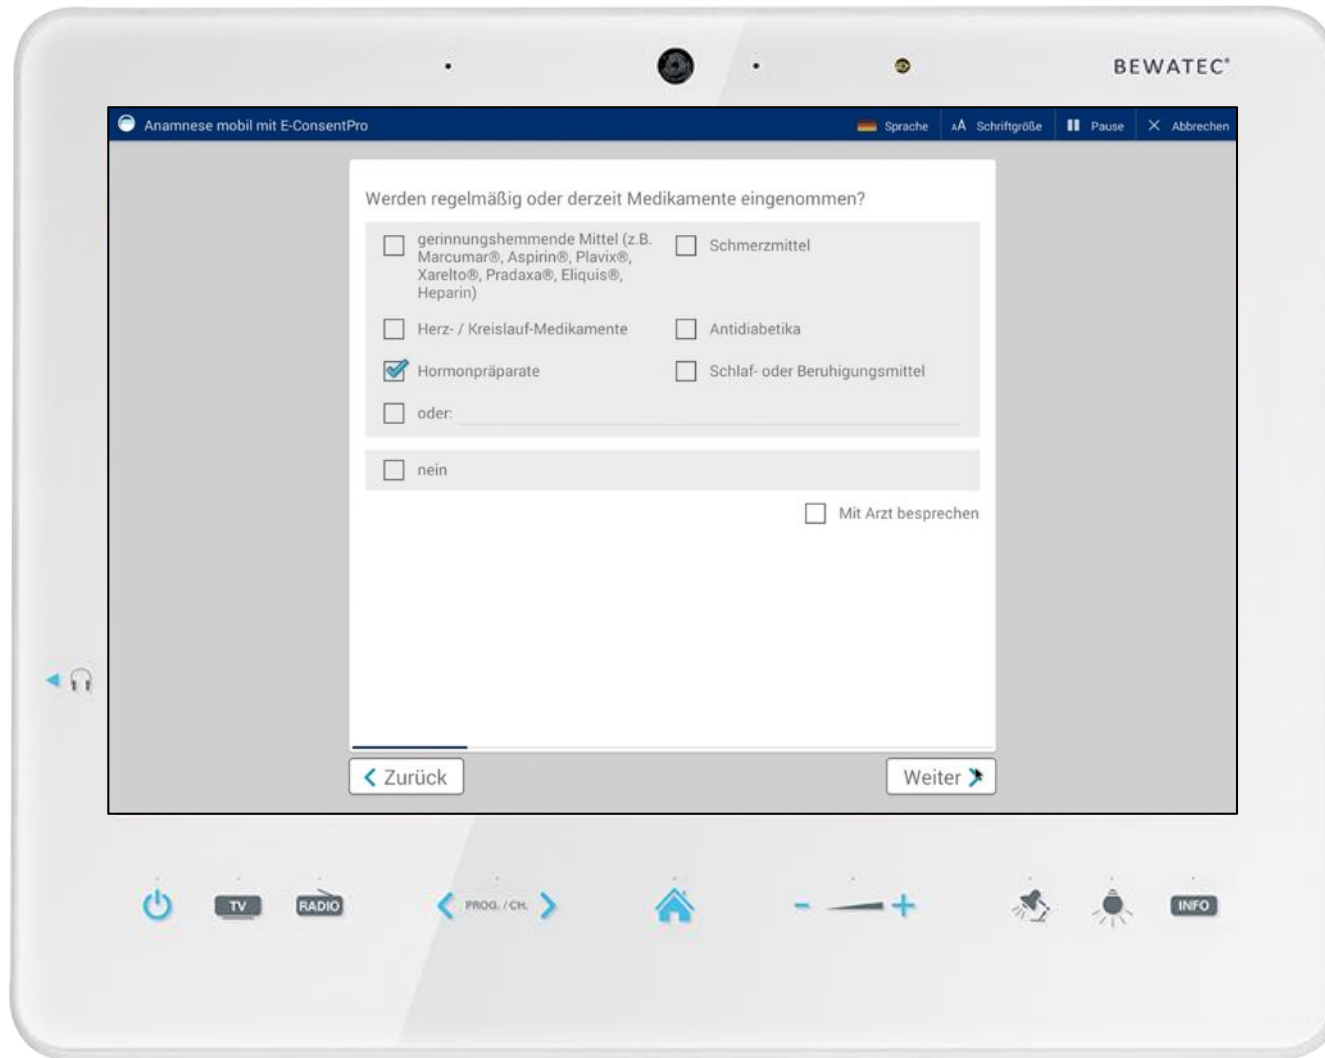 BEWATEC®
Anamnese mobil mit E-ConsentPro
Sprache
AA Schriftgröße
Pause
Abbrechen
Werden regelmäßig oder derzeit Medikamente eingenommen?
gerinnungshemmende Mittel (z.B.
Marcumar®, Aspirin®, Plavix®,
Xarelto®, Pradaxa®, Eliquis®,
Heparin)
Schmerzmittel
Herz- / Kreislauf-Medikamente
Antidiabetika
Hormonpräparate
Schlaf- oder Beruhigungsmittel
oder:
nein
Mit Arzt besprechen
Zurück
Weiter
TV
RADIO
PROG. / CH.
INFO